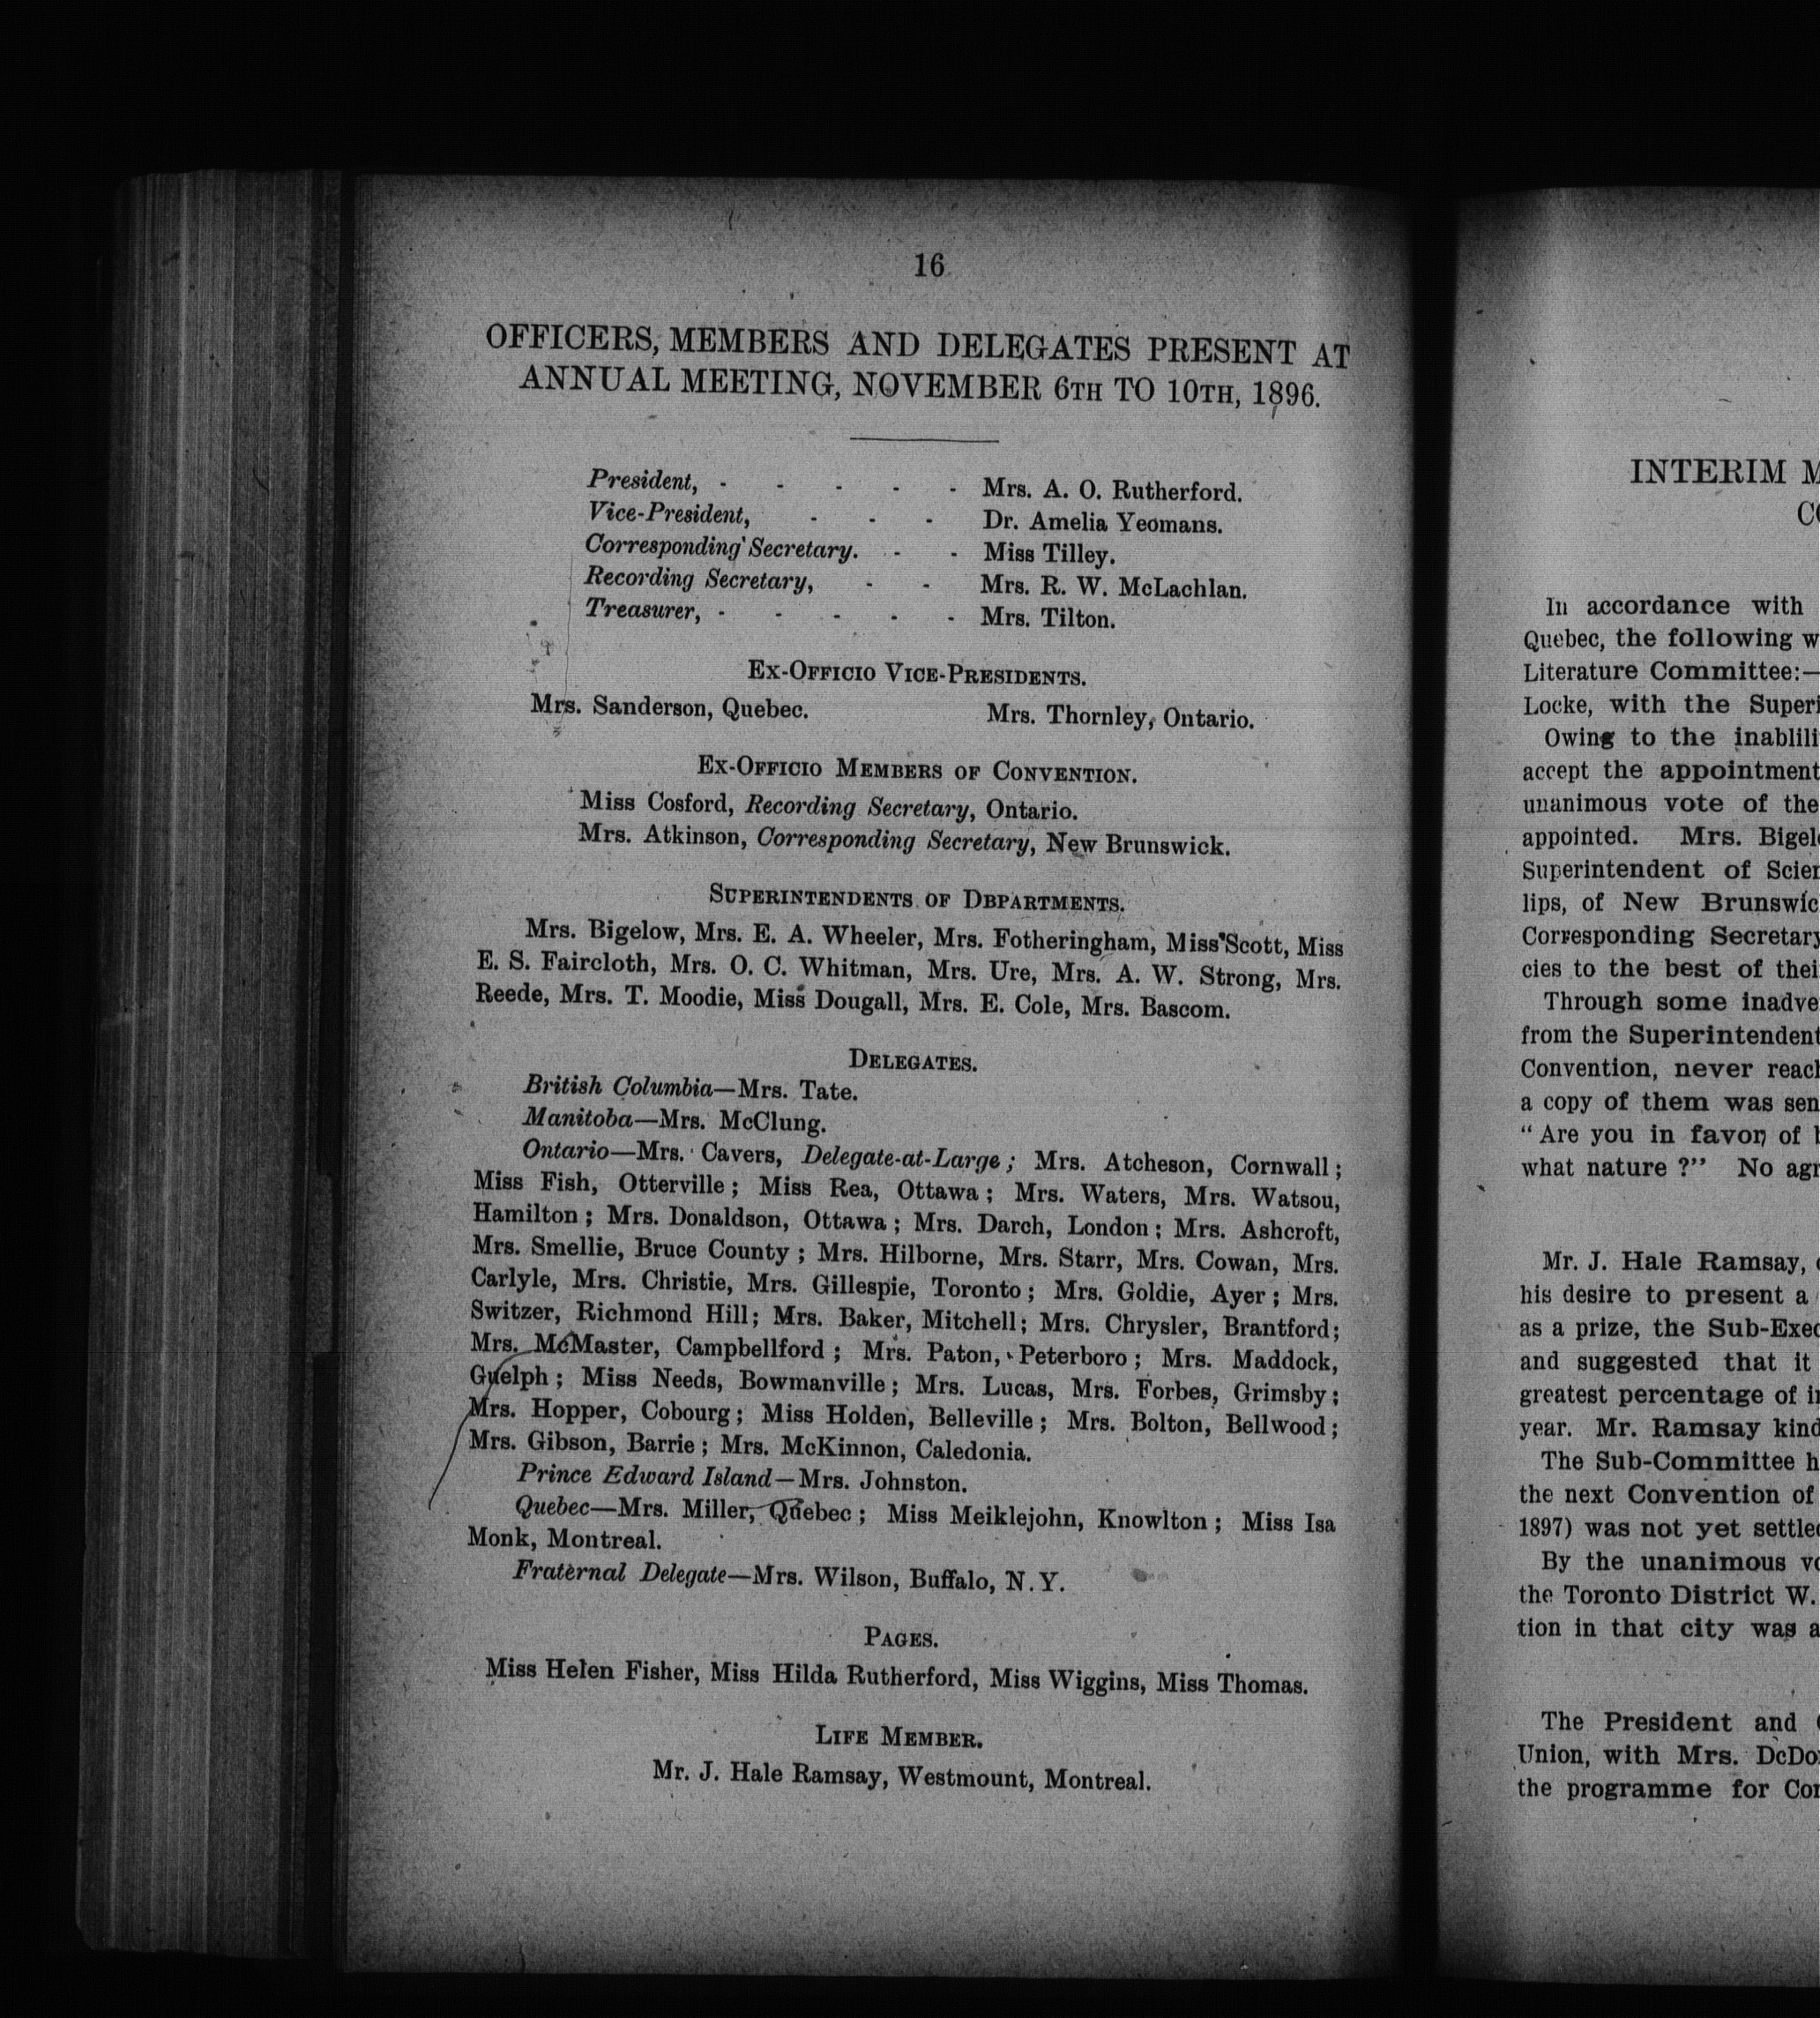 16
OFFICERS, MEMBERS AND DELEGATES PRESENT AT
ANNUAL MEETING, NOVEMBER 6TH TO 10TH, 1896.
President, - - - - - Mrs. A. O. Rutherford.
Vice-President, - - - Dr. Amelia Yeomans.
Corresponding Secretary. - - Miss Tilley.
Recording Secretary, - - Mrs. R. W. McLachlan.
Treasurer, - - - - - Mrs. Tilton.
EX-OFFICIO VICE-PRESIDENTS.
Mrs. Sanderson, Quebec. Mrs. Thornley, Ontario.
EX-OFFICIO MEMBERS OF CONVENTION.
Miss Cosford, Recording Secretary, Ontario.
Mrs. Atkinson, Corresponding Secretary, New Brunswick.
SUPERINTENDENTS OF DBPARTMENTS.
Mrs. Bigelow, Mrs. E. A. Wheeler, Mrs. Fotheringham, Miss Scott, Miss
E. S. Faircloth, Mrs. O. C. Whitman, Mrs. Ure, Mrs. A. W. Strong, Mrs.
Reede, Mrs. T. Moodie, Miss Dougall, Mrs. E. Cole, Mrs. Bascom.
DELEGATES.
British Columbia—Mrs. Tate.
Manitoba—Mrs. McClung.
Ontario—Mrs. Cavers, Delegate-at-Large; Mrs. Atcheson, Cornwall;
Miss Fish, Otterville; Miss Rea, Ottawa; Mrs. Waters, Mrs. Watsou,
Hamilton; Mrs. Donaldson, Ottawa; Mrs. Darch, London; Mrs. Ashcroft,
Mrs. Smellie, Bruce County; Mrs. Hilborne, Mrs. Starr, Mrs. Cowan, Mrs.
Carlyle, Mrs. Christie, Mrs. Gillespie, Toronto; Mrs. Goldie, Ayer; Mrs.
Switzer, Richmond Hill; Mrs. Baker, Mitchell; Mrs. Chrysler, Brantford;
Mrs. McMaster, Campbellford; Mrs. Paton, Peterboro; Mrs. Maddock,
Guelph; Miss Needs, Bowmanville; Mrs. Lucas, Mrs. Forbes, Grimsby;
Mrs. Hopper, Cobourg; Miss Holden, Belleville; Mrs. Bolton, Bellwood;
Mrs. Gibson, Barrie; Mrs. McKinnon, Caledonia.
Prince Edward Island—Mrs. Johnston.
Quebec—Mrs. Miller, Quebec; Miss Meiklejohn, Knowlton; Miss Isa
Monk, Montreal.
Fraternal Delegate—Mrs. Wilson, Buffalo, N.Y.
PAGES.
Miss Helen Fisher, Miss Hilda Rutherford, Miss Wiggins, Miss Thomas.
LIFE MEMBER.
Mr. J. Hale Ramsay, Westmount, Montreal.
INTERIM
In accordance with
Quebec, the following
Literature Committee:—
Locke, with the
Owing to the
accept the appointment
unanimous vote of the
appointed. Mrs.
Superintendent of
lips, of New
Corresponding Secretary
cies to the best of
Through some
from the
Convention, never
a copy of them was
"Are you in favor, of
what nature ?" No
Mr. J. Hale Ramsay,
his desire to present a
as a prize, the
and suggested that it
greatest percentage of
year. Mr. Ramsay
The Sub-Committee
the next Convention of
1897) was not yet
By the unanimous
the Toronto District W.
tion in that city was
The President and
Union, with Mrs.
the programme for